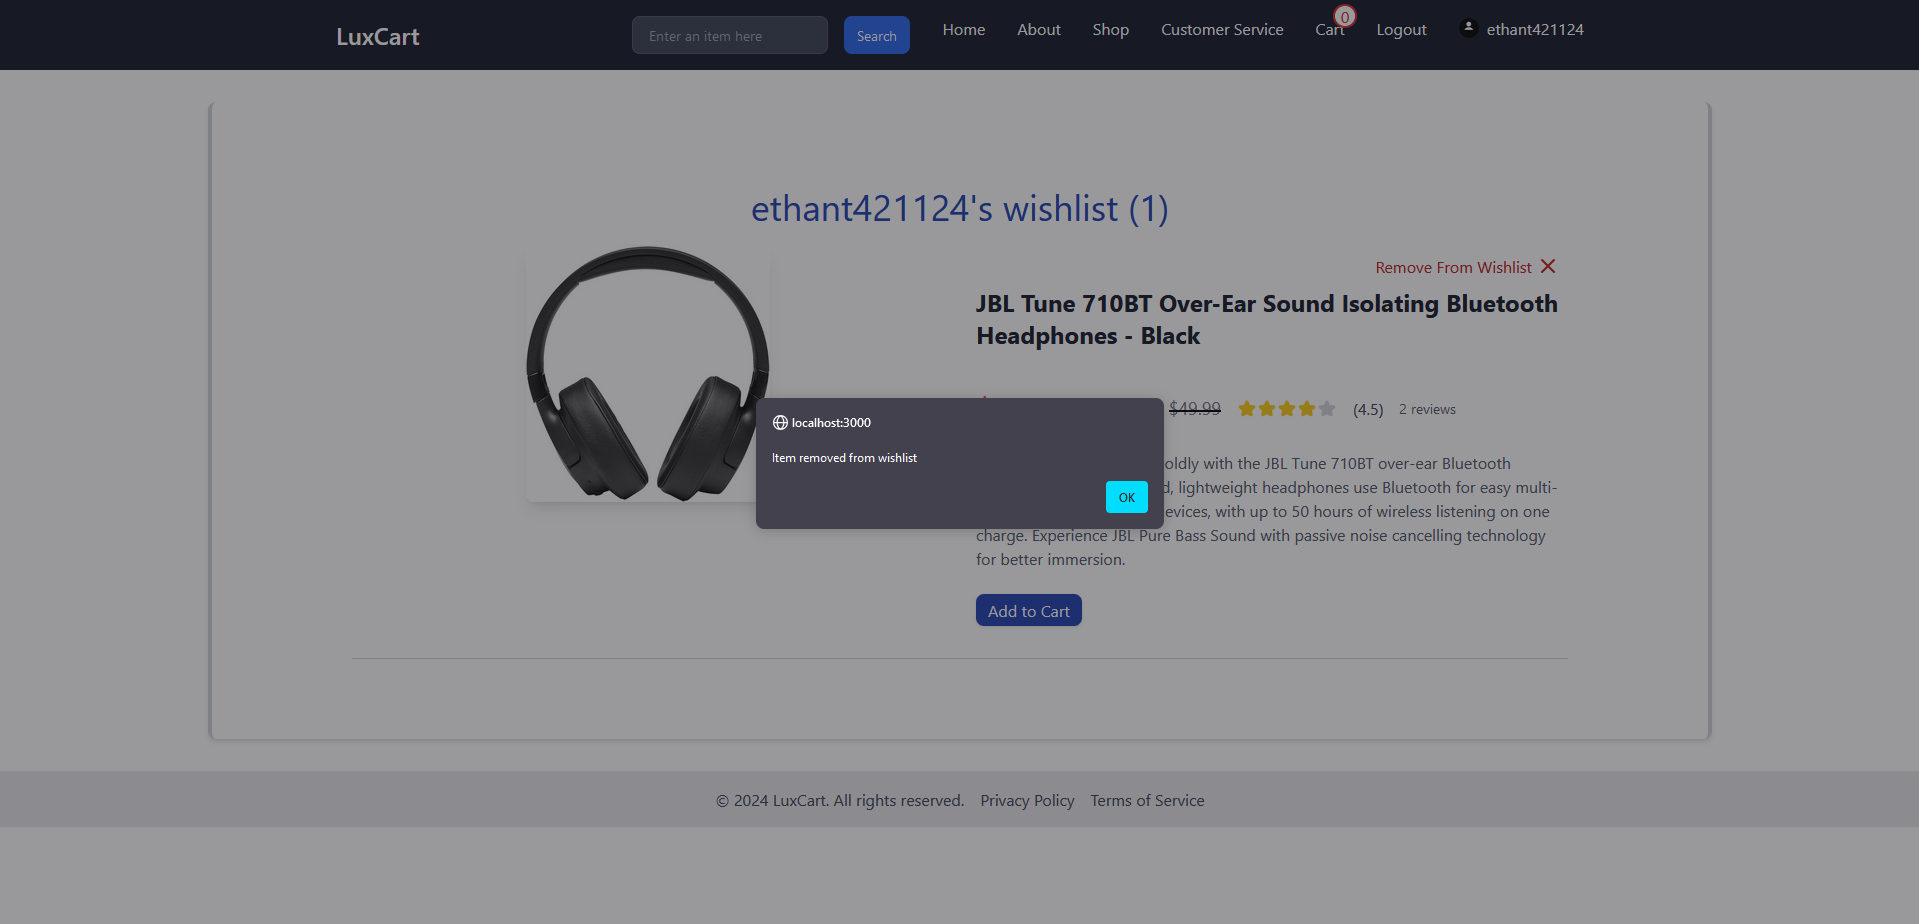 LuxCart
Enter an item here
Search
Home
About
Shop
Customer Service
Cart
0
Logout
ethant421124
ethant421124's wishlist (1)
Remove From Wishlist
JBL Tune 710BT Over-Ear Sound Isolating Bluetooth
Headphones - Black
$49.99
(4.5)
2 reviews
localhost:3000
Item removed from wishlist
OK
oldly with the JBL Tune 710BT over-ear Bluetooth
d, lightweight headphones use Bluetooth for easy multi-
evices, with up to 50 hours of wireless listening on one
charge. Experience JBL Pure Bass Sound with passive noise cancelling technology
for better immersion.
Add to Cart
© 2024 LuxCart. All rights reserved.
Privacy Policy
Terms of Service